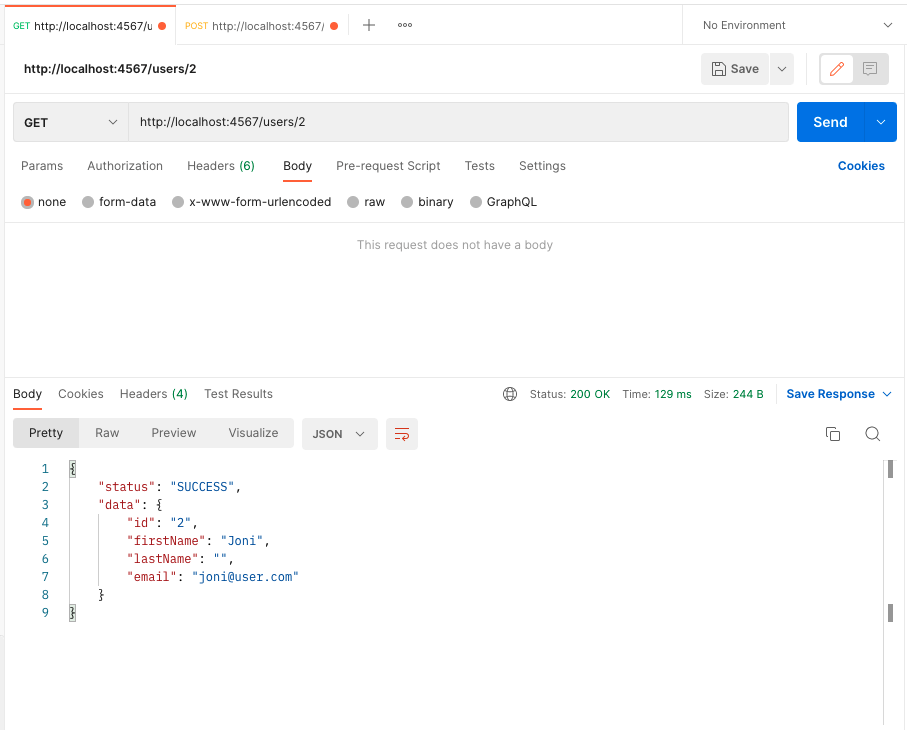 GET http://localhost:4567/u POST http://localhost:4567/ No Environment
http://localhost:4567/users/2 Save
GET http://localhost:4567/users/2 Send
Params Authorization Headers (6) Body Pre-request Script Tests Settings Cookies
none form-data x-www-form-urlencoded raw binary GraphQL
This request does not have a body
Body Cookies Headers (4) Test Results Status: 200 OK Time: 129 ms Size: 244 B Save Response
Pretty Raw Preview Visualize JSON
1 {
2 "status": "SUCCESS",
3 "data": {
4 "id": "2",
5 "firstName": "Joni",
6 "lastName": "",
7 "email": "joni@user.com"
8 }
9 }